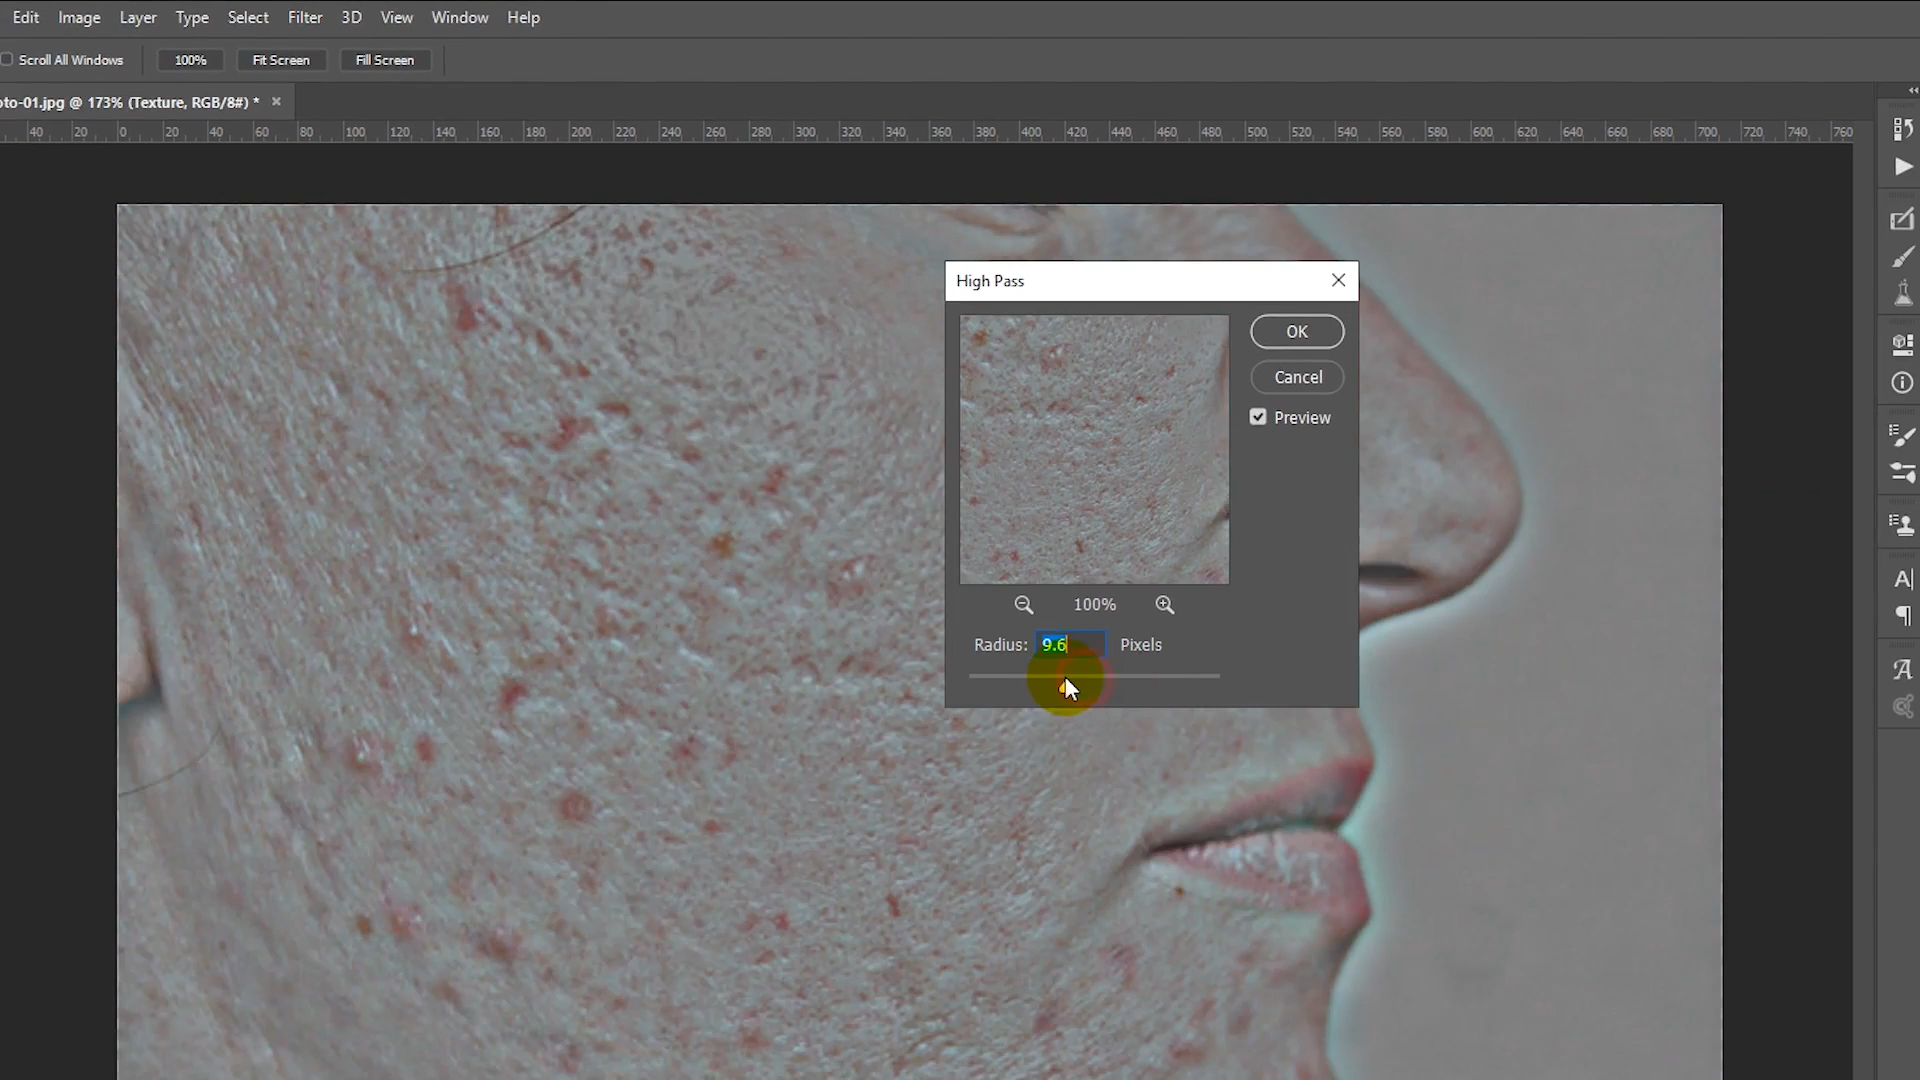 Edit Image Layer Type Select Filter 3D View Window Help
Scroll All Windows 100% Fit Screen Fill Screen
oto-01.jpg @ 173% (Texture, RGB/8#) * ×
40 20 0 20 40 60 80 100 120 140 160 180 200 220 240 260 280 300 320 340 360 380 400 420 440 460 480 500 520 540 560 580 600 620 640 660 680 700 720 740 760
High Pass
OK
Cancel
Preview
100%
Radius: 9.6 Pixels